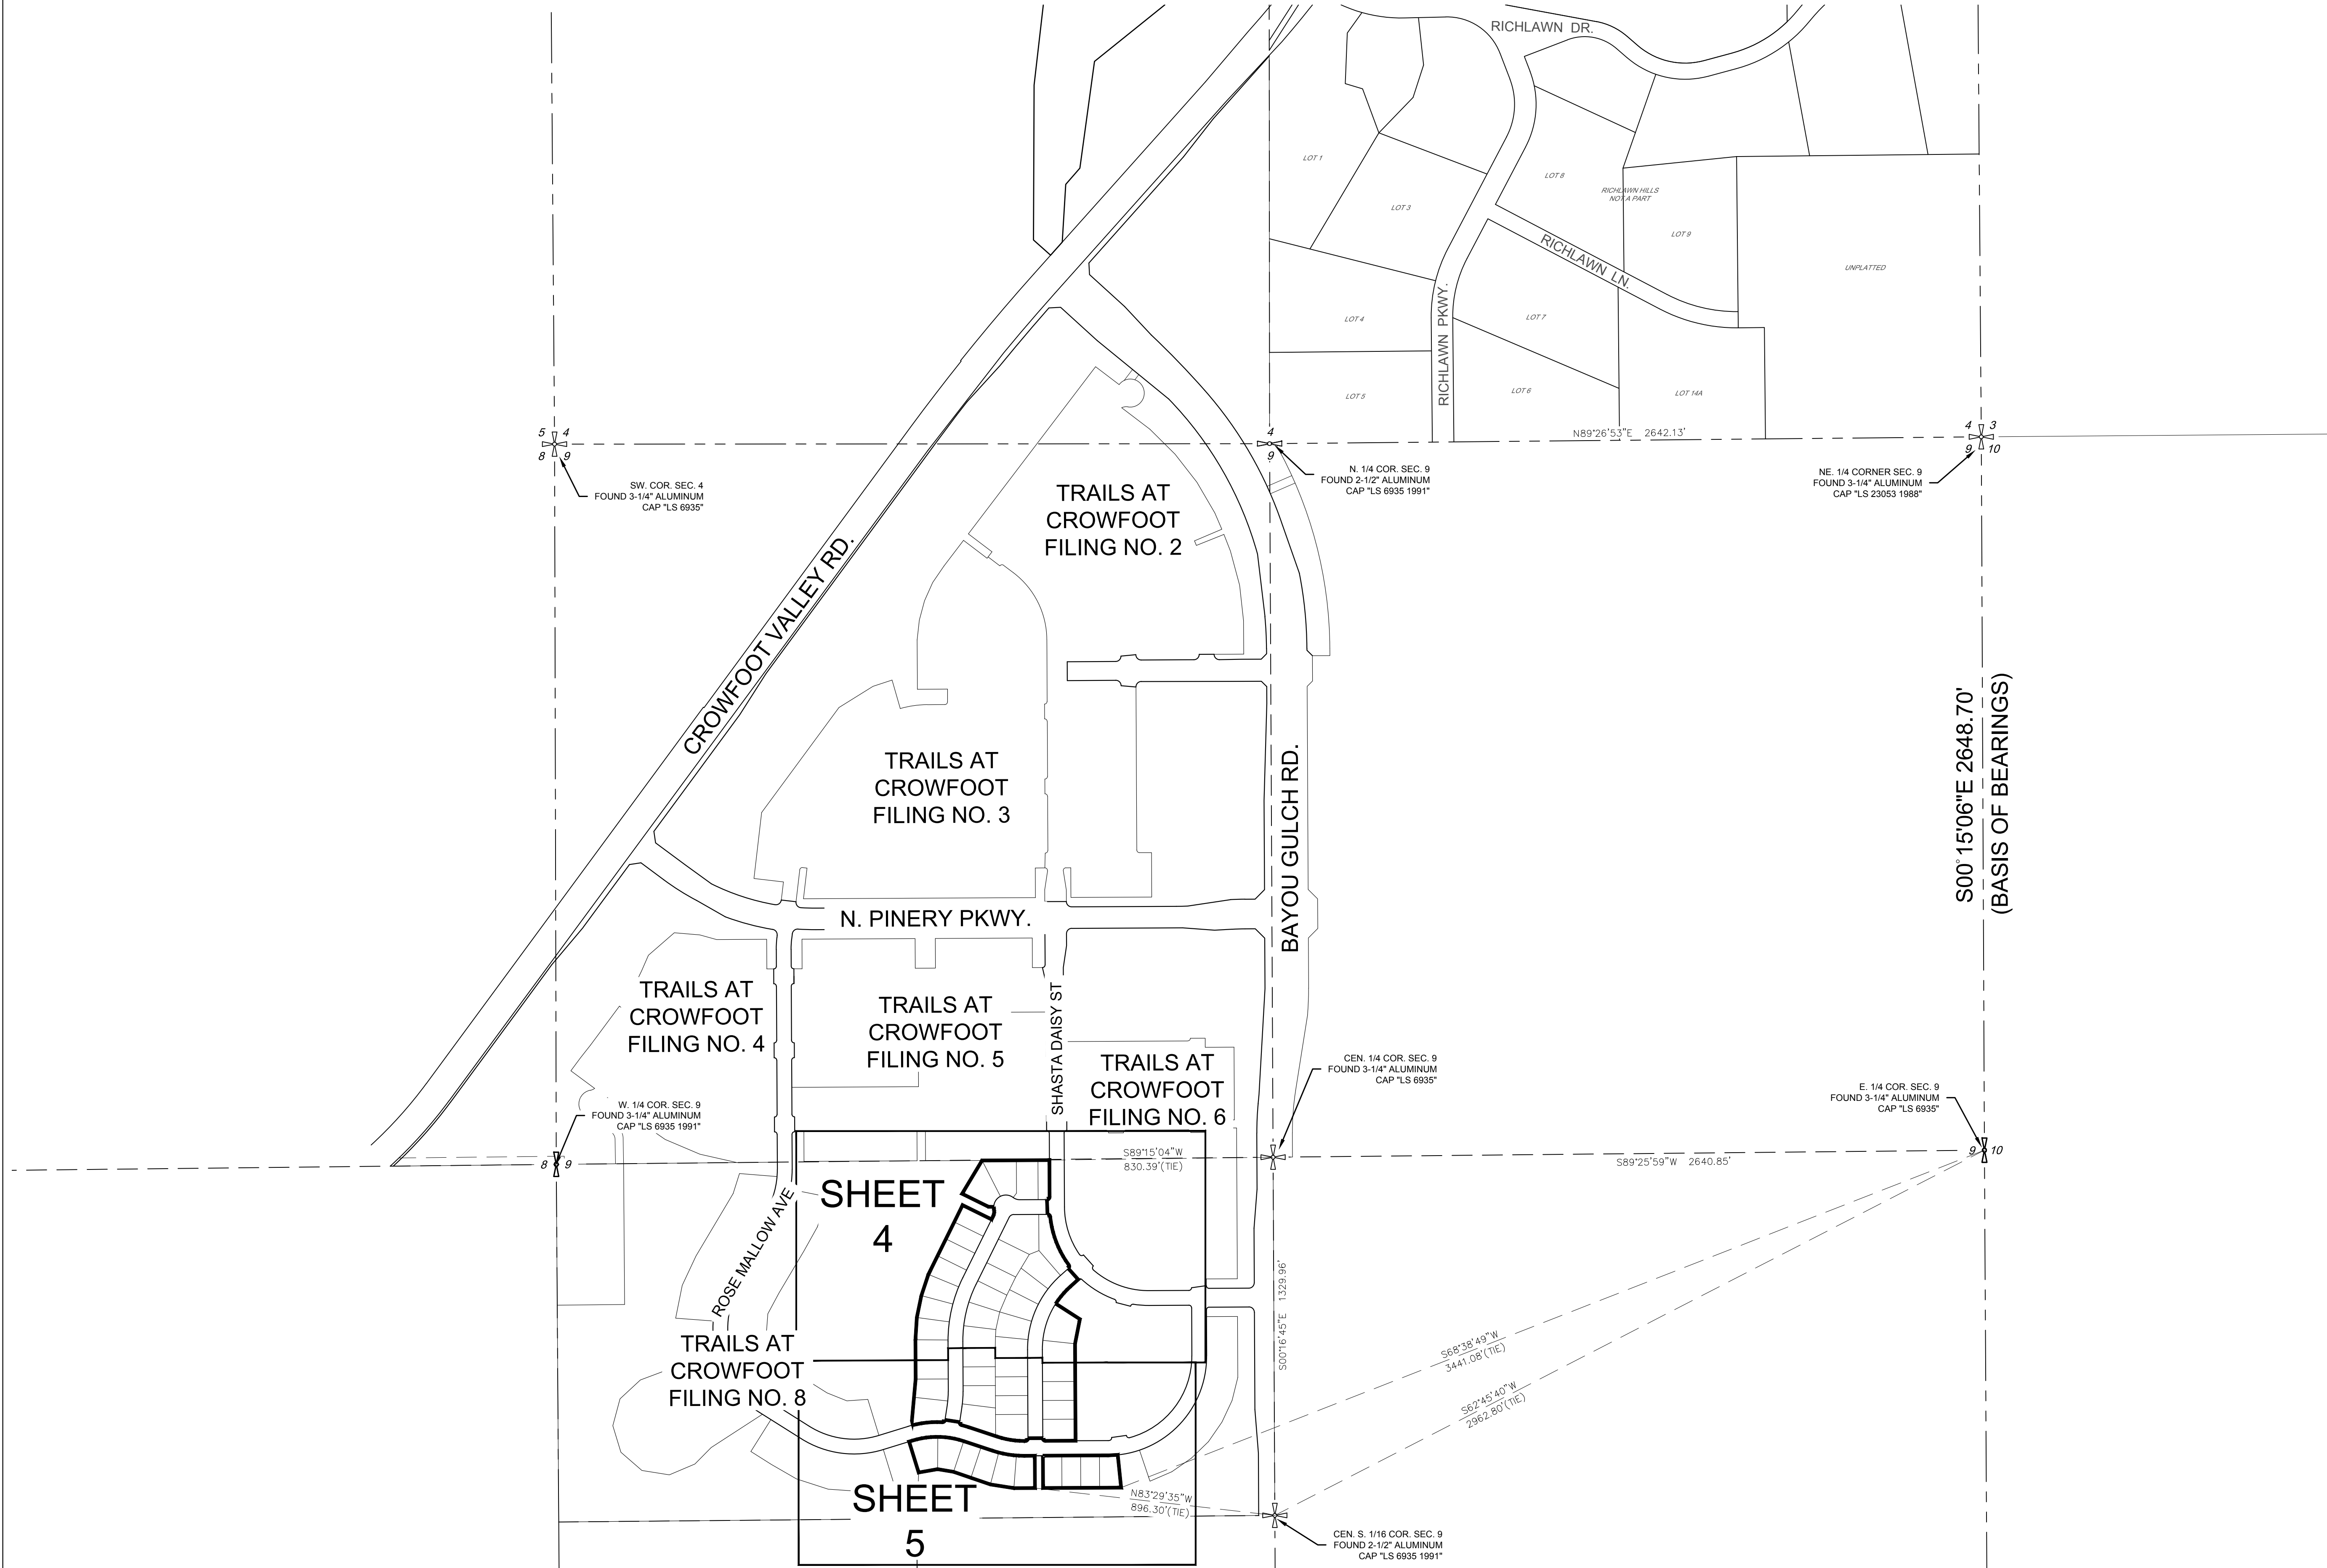 RICHLAWN DR.
LOT 1
LOT 8
RICHLAWN HILLS
NOT A PART
LOT 3
LOT 9
RICHLAWN LN.
UNPLATTED
RICHLAWN PKWY.
LOT 4
LOT 7
LOT 5
LOT 6
LOT 14A
N89°26'53"E 2642.13'
5 4
8 9
4
9
4 3
9 10
SW. COR. SEC. 4
FOUND 3-1/4" ALUMINUM
CAP "LS 6935"
N. 1/4 COR. SEC. 9
FOUND 2-1/2" ALUMINUM
CAP "LS 6935 1991"
NE. 1/4 CORNER SEC. 9
FOUND 3-1/4" ALUMINUM
CAP "LS 23053 1988"
TRAILS AT
CROWFOOT
FILING NO. 2
CROWFOOT VALLEY RD.
TRAILS AT
CROWFOOT
FILING NO. 3
BAYOU GULCH RD.
S00°15'06"E 2648.70'
(BASIS OF BEARINGS)
N. PINERY PKWY.
TRAILS AT
CROWFOOT
FILING NO. 4
TRAILS AT
CROWFOOT
FILING NO. 5
SHASTA DAISY ST
TRAILS AT
CROWFOOT
FILING NO. 6
CEN. 1/4 COR. SEC. 9
FOUND 3-1/4" ALUMINUM
CAP "LS 6935"
E. 1/4 COR. SEC. 9
FOUND 3-1/4" ALUMINUM
CAP "LS 6935"
W. 1/4 COR. SEC. 9
FOUND 3-1/4" ALUMINUM
CAP "LS 6935 1991"
8 9
S89°15'04"W
830.39'(TIE)
S89°25'59"W 2640.85'
9 10
SHEET
4
ROSE MALLOW AVE
S00°16'45"E 1329.96'
TRAILS AT
CROWFOOT
FILING NO. 8
S68°38'49"W
3441.08'(TIE)
S62°45'40"W
2962.80'(TIE)
SHEET
5
N83°29'35"W
896.30'(TIE)
CEN. S. 1/16 COR. SEC. 9
FOUND 2-1/2" ALUMINUM
CAP "LS 6935 1991"